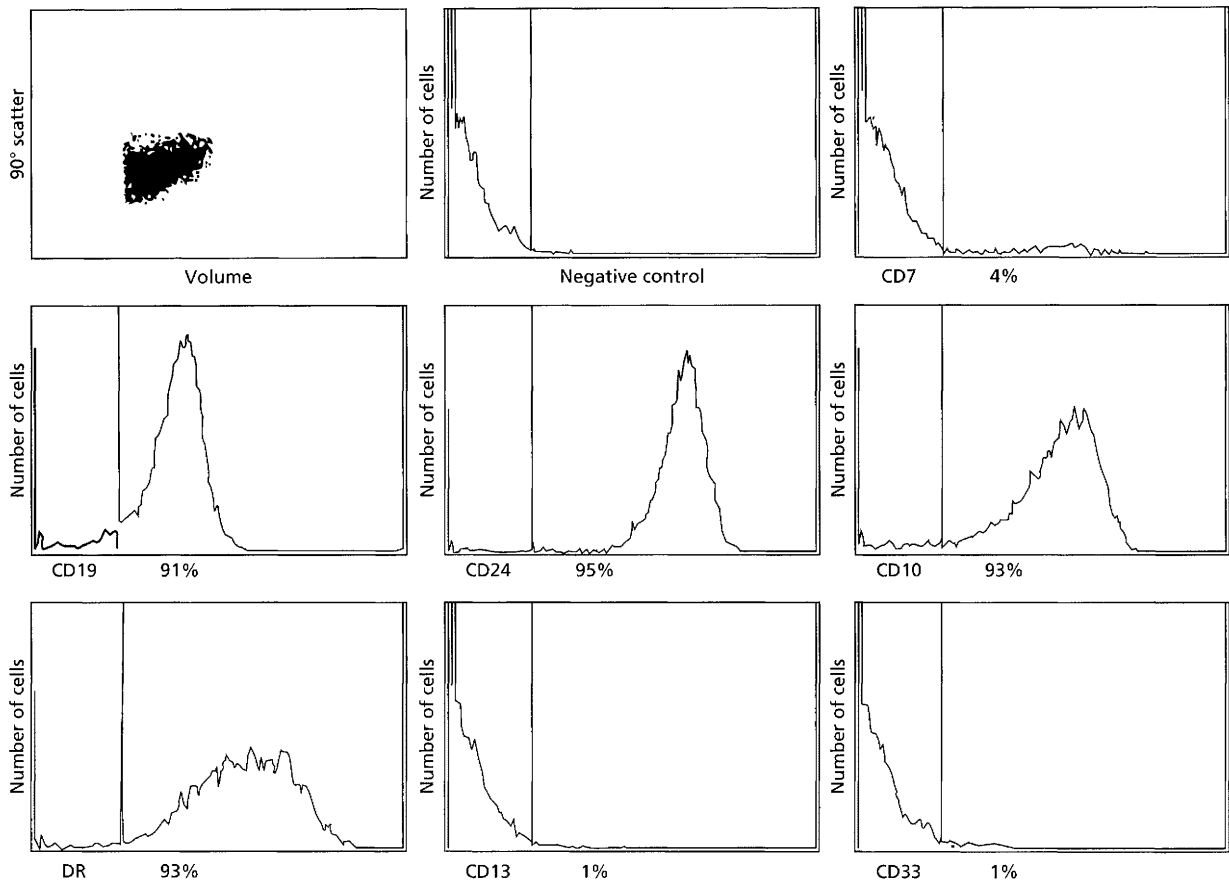 90° scatter
Volume
Number of cells
Negative control
Number of cells
CD7 4%
Number of cells
CD19 91%
Number of cells
CD24 95%
Number of cells
CD10 93%
Number of cells
DR 93%
Number of cells
CD13 1%
Number of cells
CD33 1%